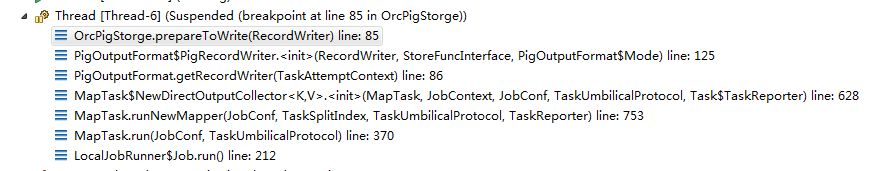 Thread [Thread-6] (Suspended (breakpoint at line 85 in OrcPigStorge))
OrcPigStorge.prepareToWrite(RecordWriter) line: 85
PigOutputFormat$PigRecordWriter.<init>(RecordWriter, StoreFuncInterface, PigOutputFormat$Mode) line: 125
PigOutputFormat.getRecordWriter(TaskAttemptContext) line: 86
MapTask$NewDirectOutputCollector<K,V>.<init>(MapTask, JobContext, JobConf, TaskUmbilicalProtocol, Task$TaskReporter) line: 628
MapTask.runNewMapper(JobConf, TaskSplitIndex, TaskUmbilicalProtocol, TaskReporter) line: 753
MapTask.run(JobConf, TaskUmbilicalProtocol) line: 370
LocalJobRunner$Job.run() line: 212